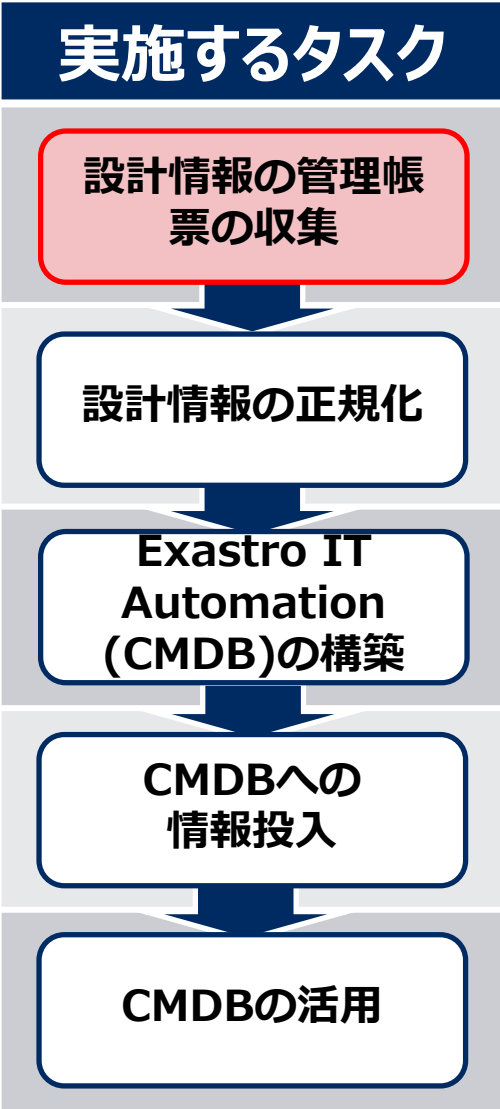 実施するタスク
設計情報の管理帳
票の収集
設計情報の正規化
Exastro IT
Automation
(CMDB)の構築
CMDBへの
情報投入
CMDBの活用